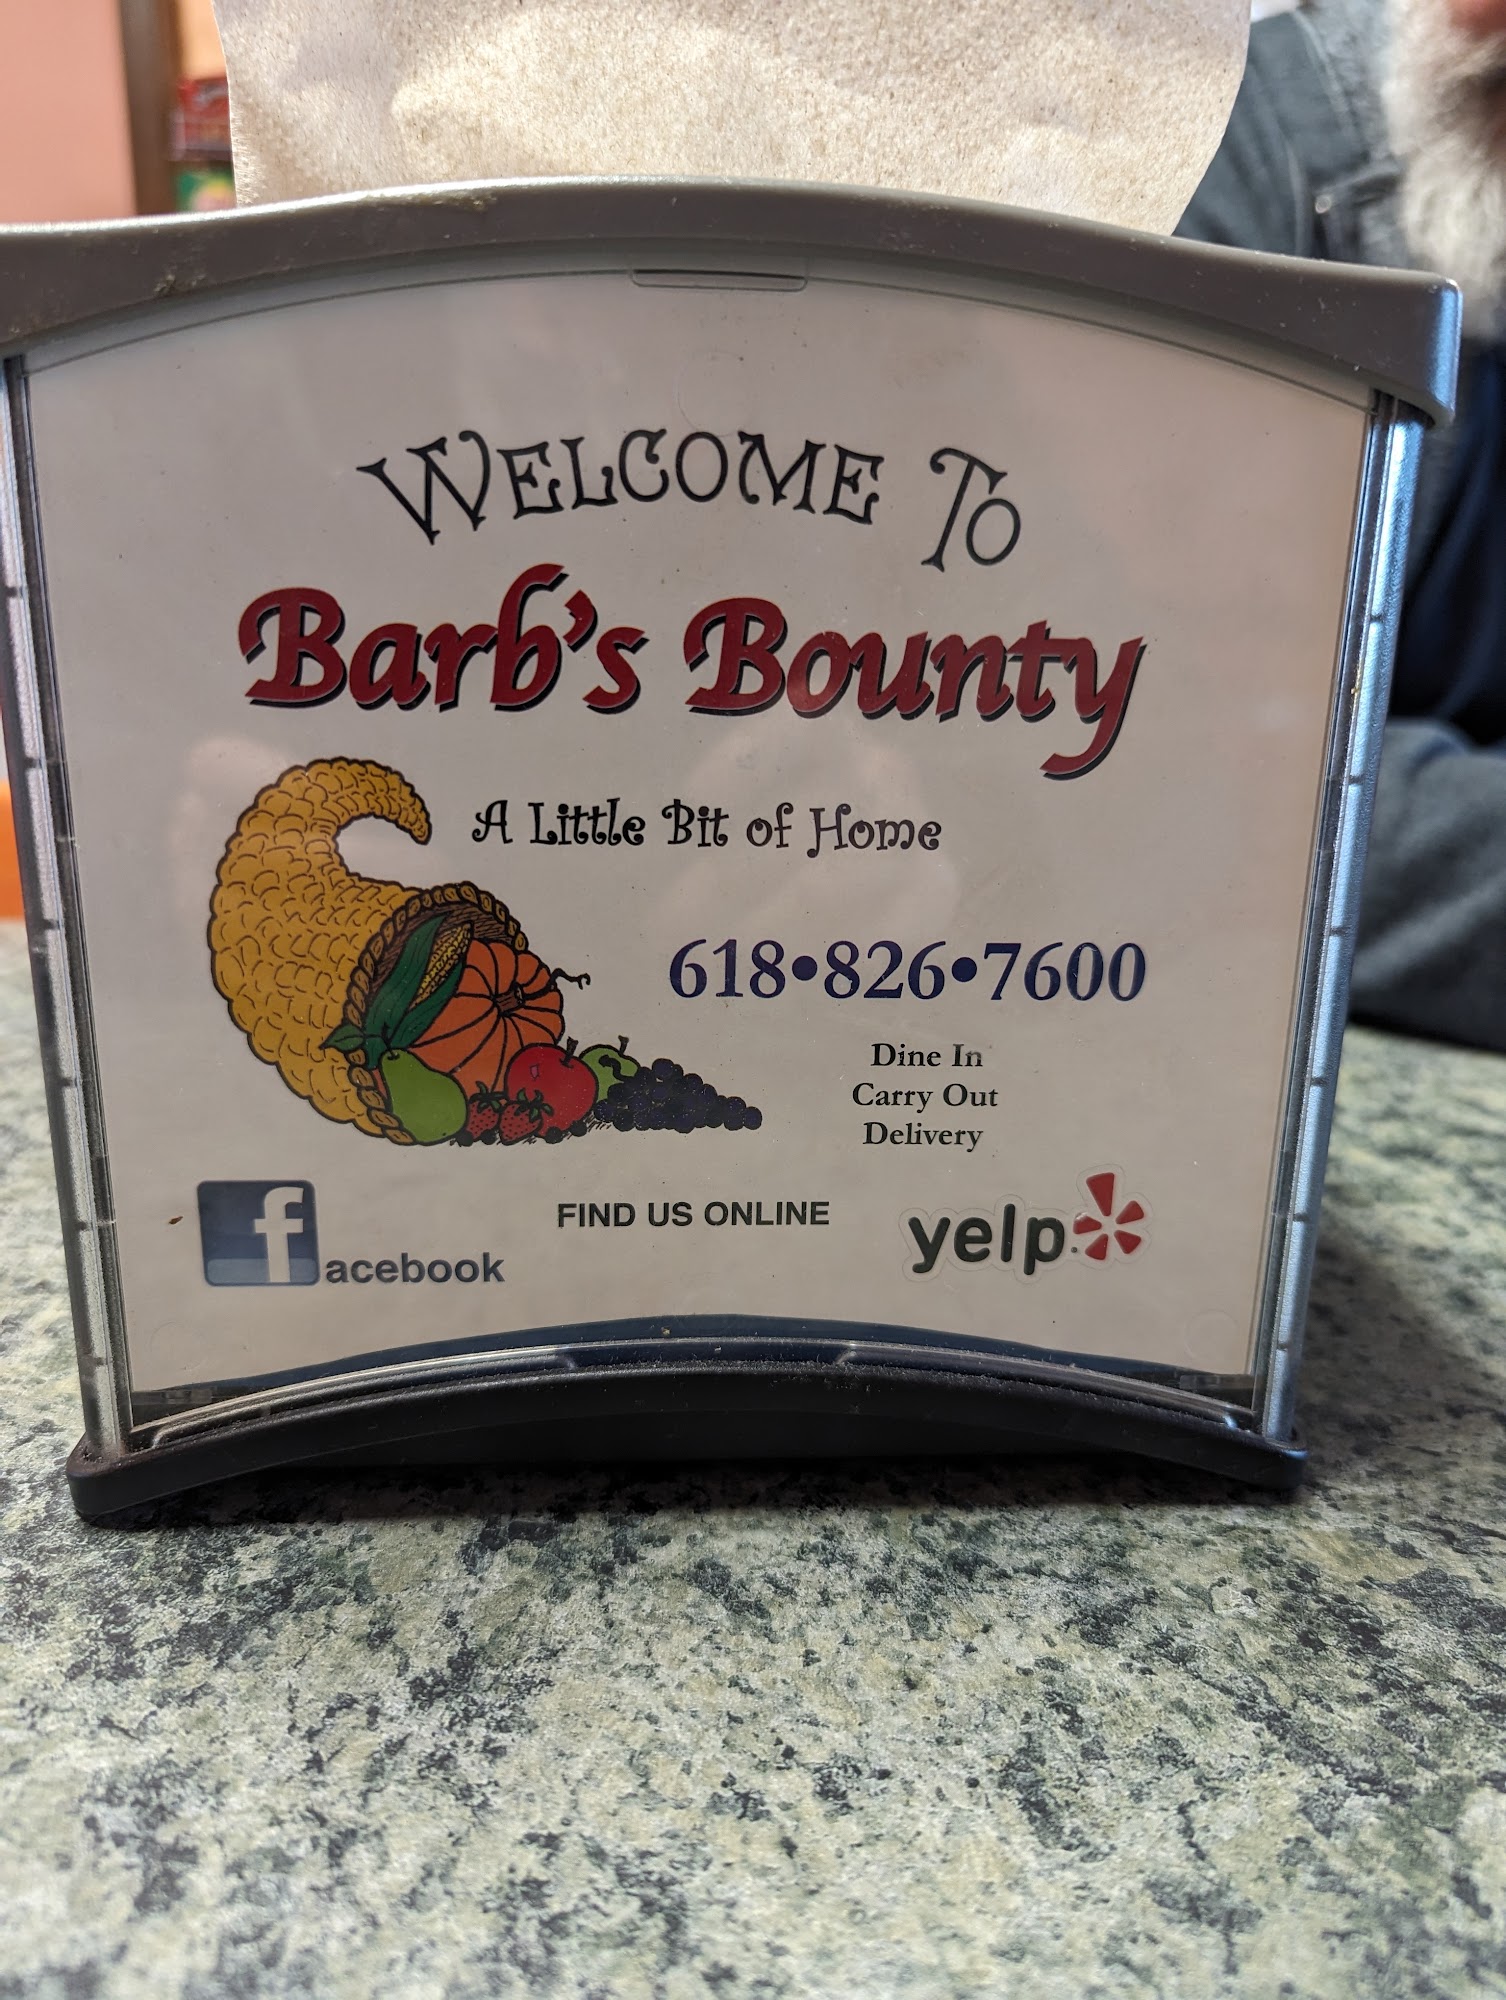 WELCOME TO
Barb's Bounty
A Little Bit of Home
618•826•7600
Dine In
Carry Out
Delivery
FIND US ONLINE
facebook
yelp